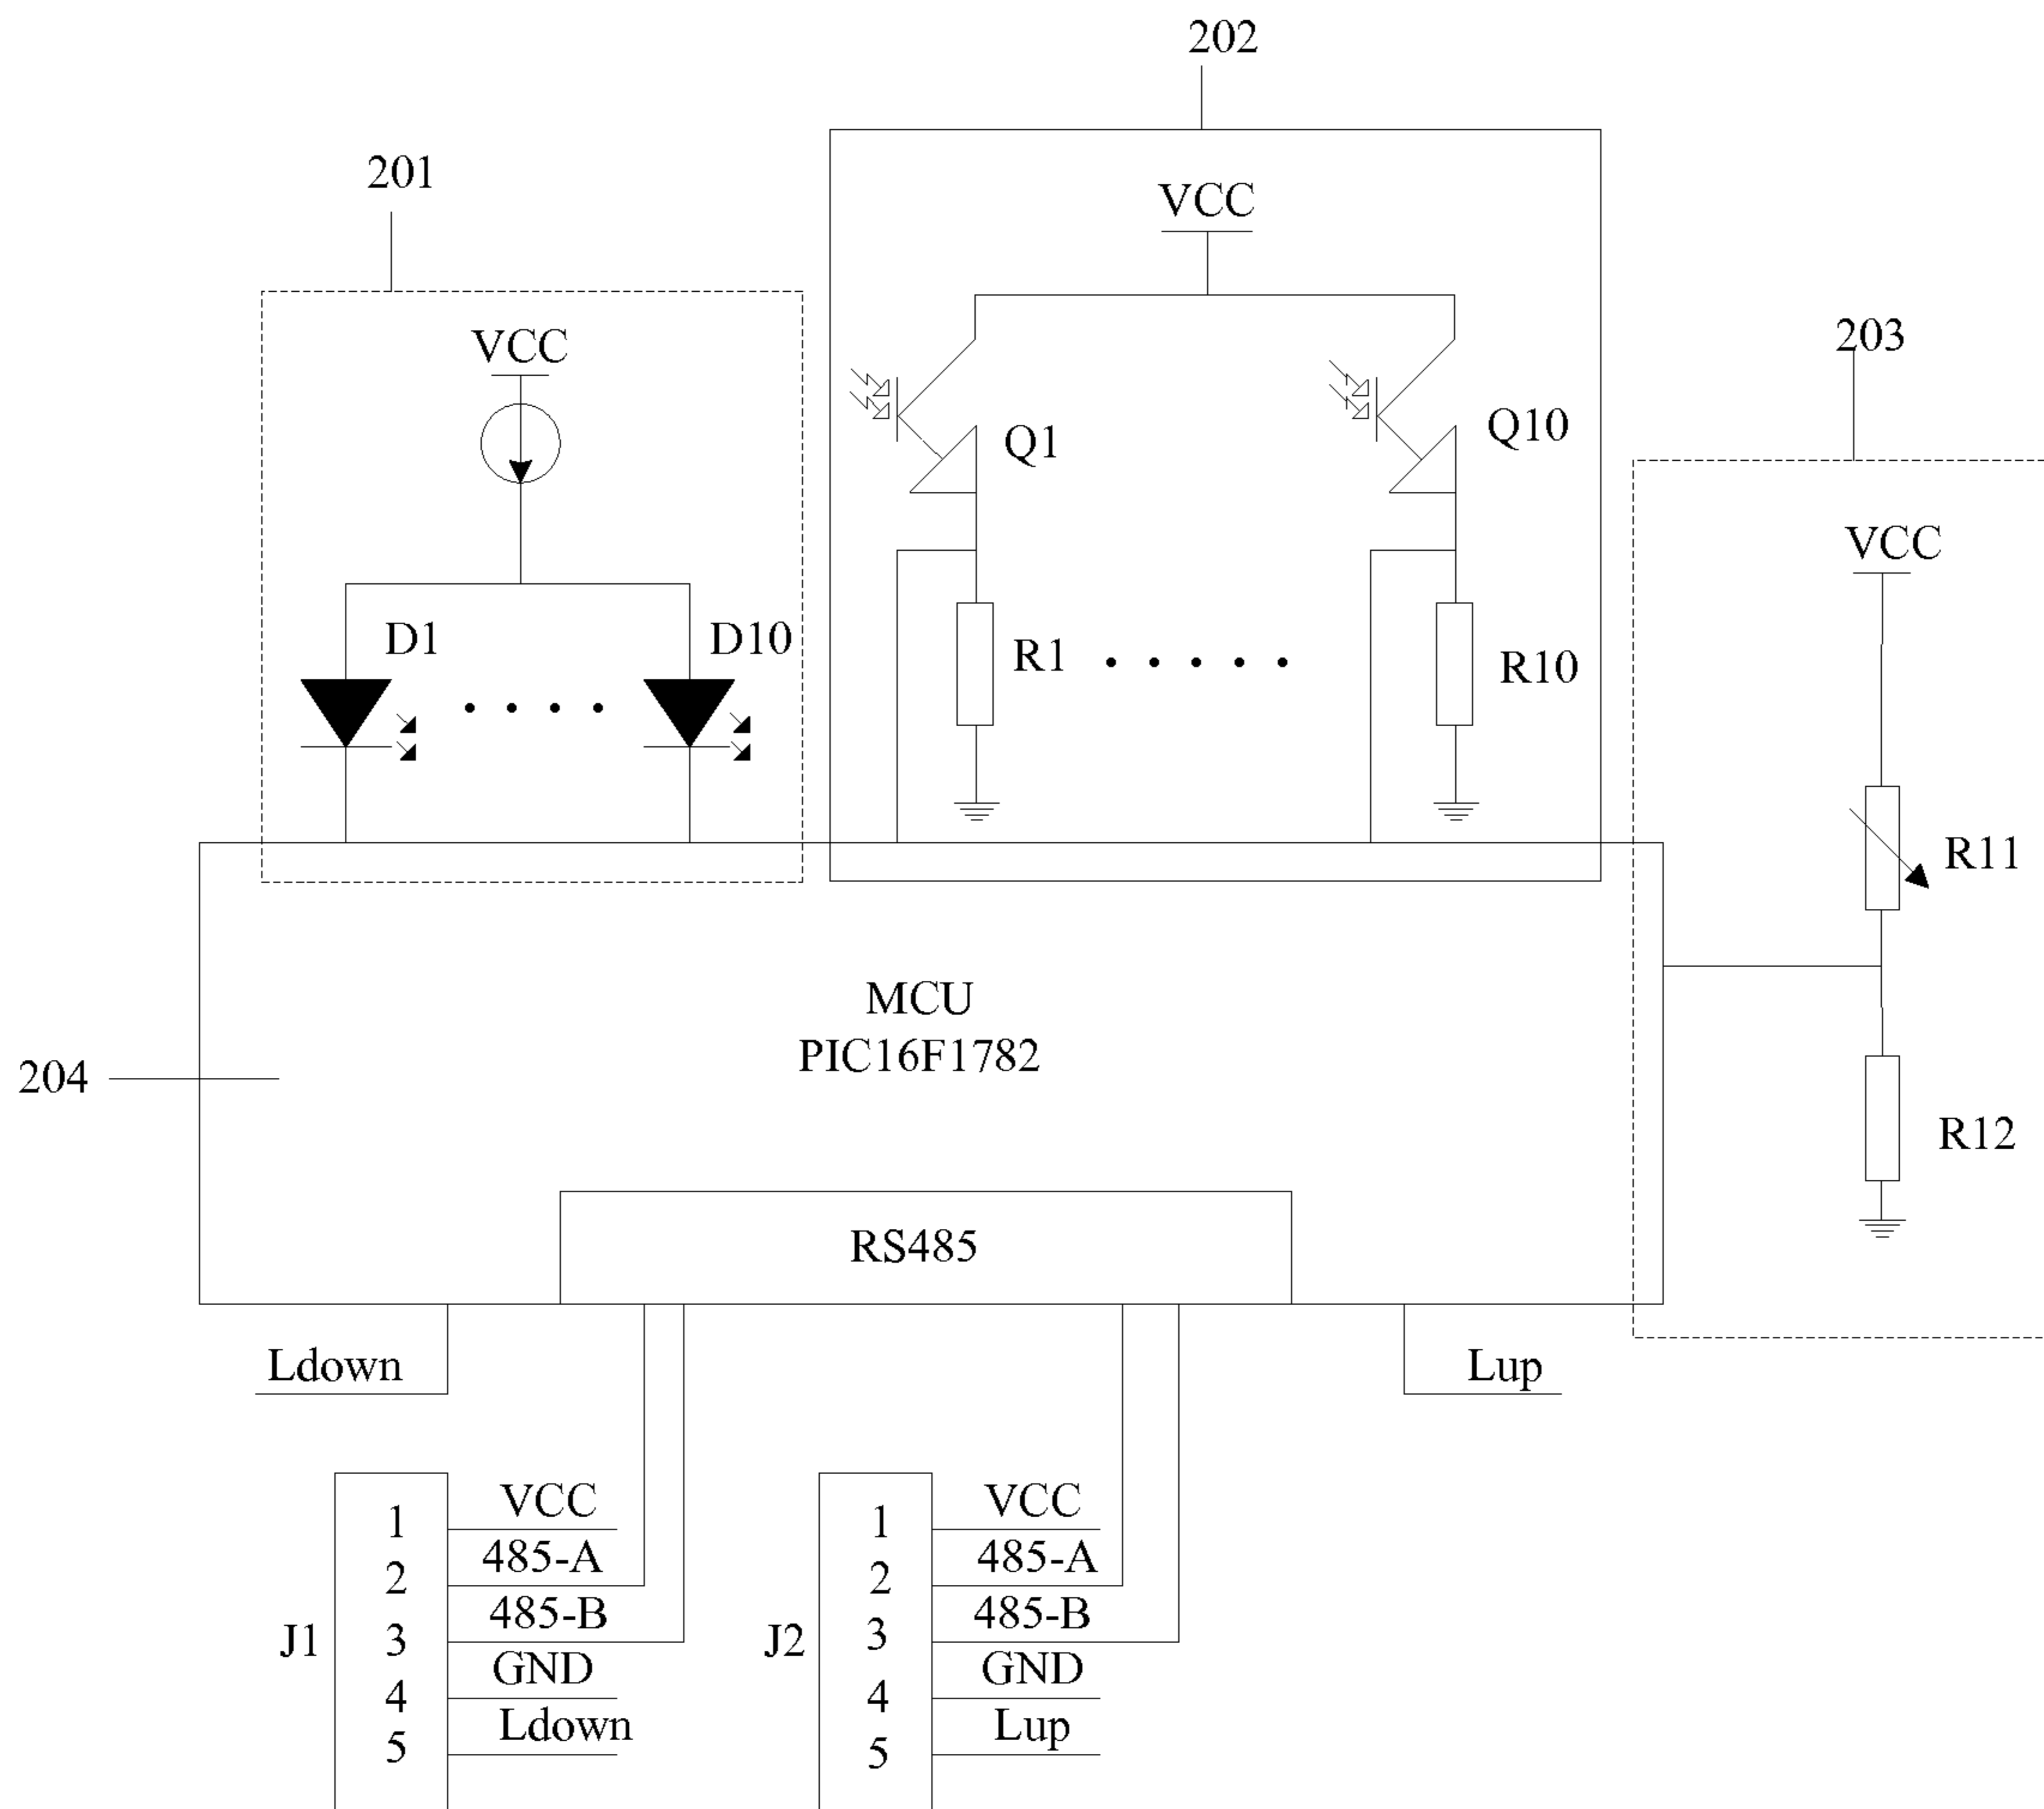 202
201
VCC
203
VCC
Q1
Q10
VCC
D1
D10
R1
R10
R11
MCU
PIC16F1782
204
R12
RS485
Ldown
Lup
J1
1
VCC
2
485-A
3
485-B
4
GND
5
Ldown
J2
1
VCC
2
485-A
3
485-B
4
GND
5
Lup